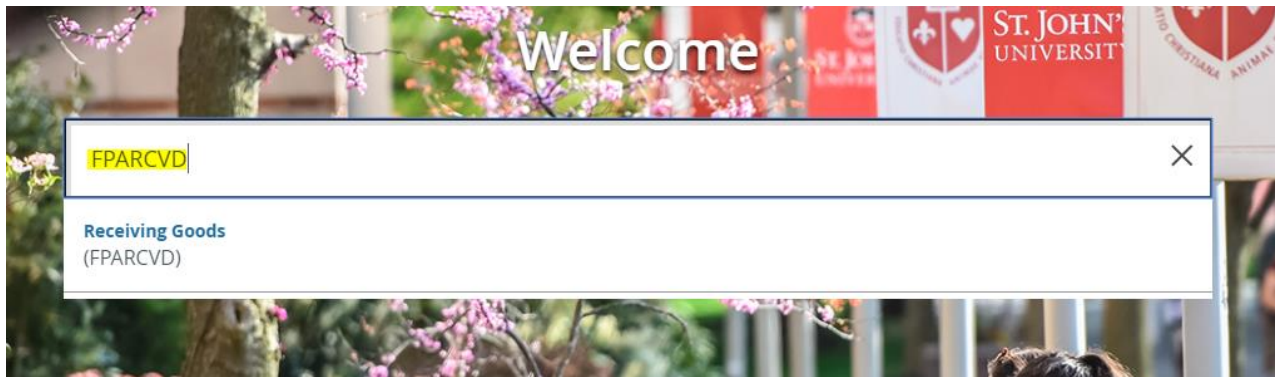 Welcome
ST. JOHN'S
UNIVERSITY
FPARCVD
Receiving Goods
(FPARCVD)